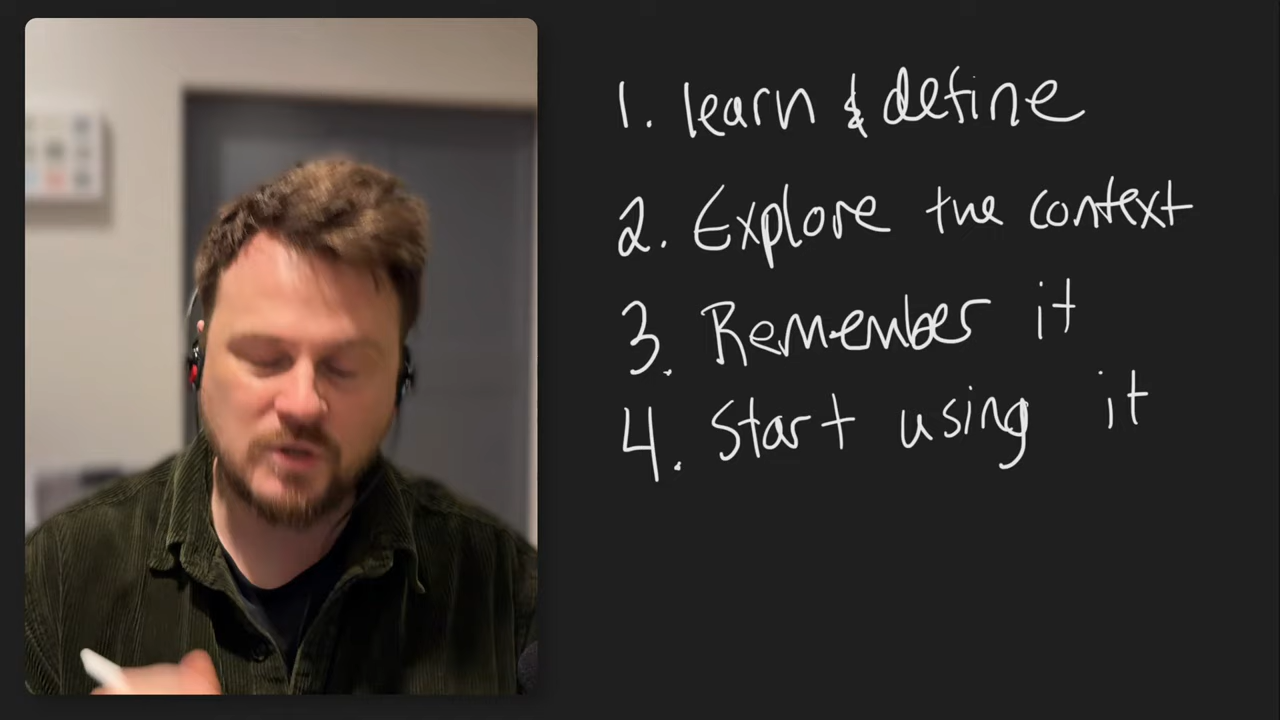 1. learn & define
2. Explore the context
3. Remember it
4. Start using it